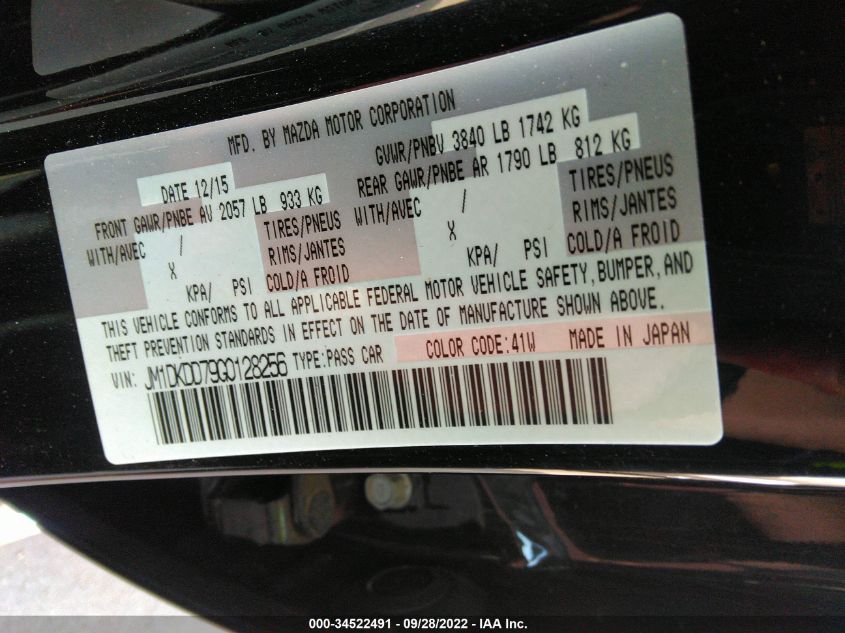 MFD. BY MAZDA MOTOR CORPORATION
DATE 12/15 GVWR/PNBV 3840 LB 1742 KG
FRONT GAWR/PNBE AV 2057 LB 933 KG REAR GAWR/PNBE AR 1790 LB 812 KG
WITH/AVEC / TIRES/PNEUS WITH/AVEC / TIRES/PNEUS
X RIMS/JANTES X RIMS/JANTES
KPA/ PSI COLD/A FROID KPA/ PSI COLD/A FROID
THIS VEHICLE CONFORMS TO ALL APPLICABLE FEDERAL MOTOR VEHICLE SAFETY, BUMPER, AND
THEFT PREVENTION STANDARDS IN EFFECT ON THE DATE OF MANUFACTURE SHOWN ABOVE.
VIN: JM1DKDD79G0128256 TYPE:PASS CAR COLOR CODE:41W MADE IN JAPAN
000-34522491 - 09/28/2022 - IAA Inc.